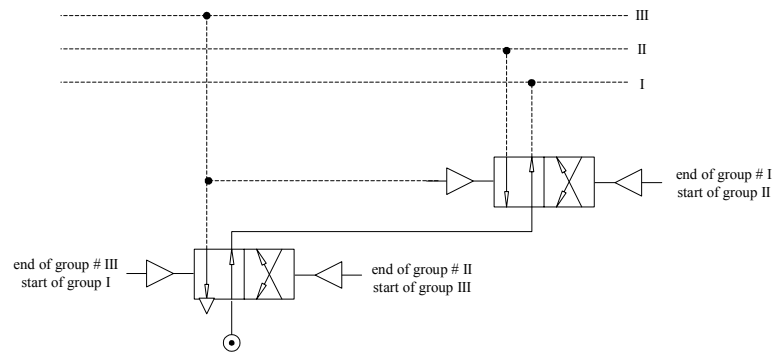 III
II
I
end of group # I
start of group II
end of group # III
start of group I
end of group # II
start of group III